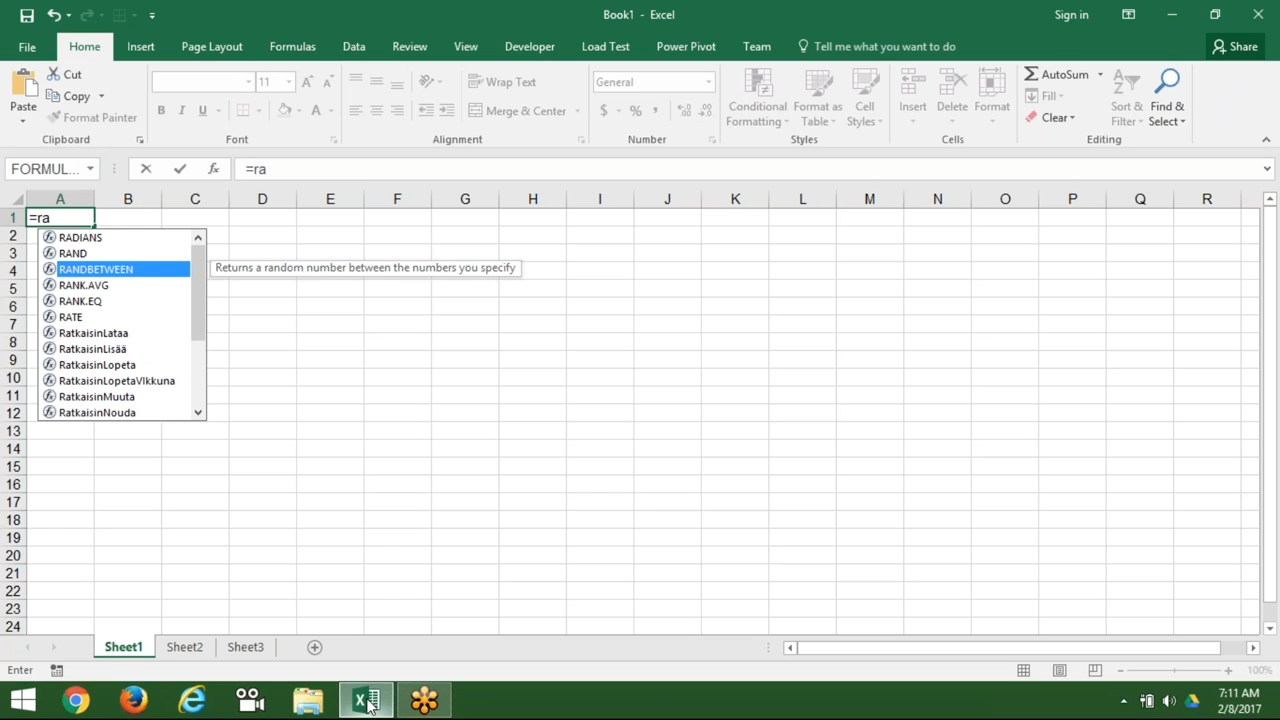 Book1 - Excel
Sign in
File
Home
Insert
Page Layout
Formulas
Data
Review
View
Developer
Load Test
Power Pivot
Team
Tell me what you want to do
Share
Paste
Cut
Copy
Format Painter
Clipboard
11
Font
Wrap Text
Merge & Center
Alignment
General
$ % ,
Number
Conditional Formatting
Format as Table
Cell Styles
Styles
Insert
Delete
Format
Cells
AutoSum
Fill
Clear
Sort & Filter
Find & Select
Editing
FORMUL...
=ra
A B C D E F G H I J K L M N O P Q R
1 =ra
2
3
4
5
6
7
8
9
10
11
12
13
14
15
16
17
18
19
20
21
22
23
24
RADIANS
RAND
RANDBETWEEN
Returns a random number between the numbers you specify
RANK.AVG
RANK.EQ
RATE
RatkaisinLataa
RatkaisinLisää
RatkaisinLopeta
RatkaisinLopetaVIkkuna
RatkaisinMuuta
RatkaisinNouda
Sheet1
Sheet2
Sheet3
Enter
100%
7:11 AM
2/8/2017